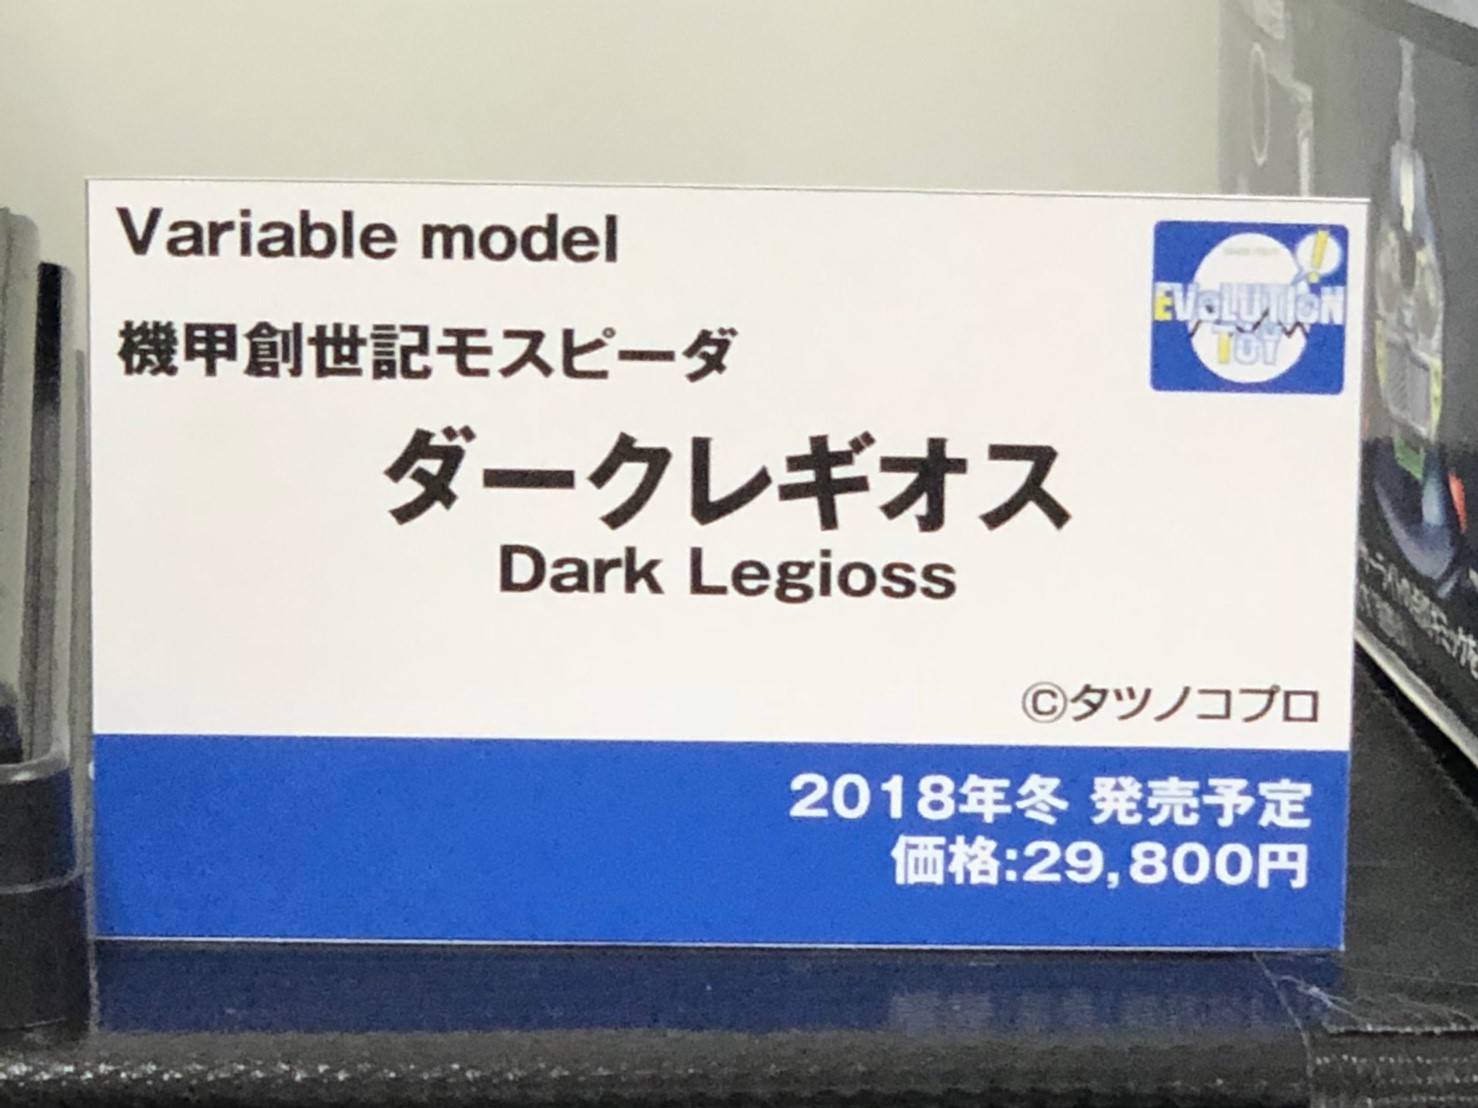 Variable model
EVOLUTION
TOY
機甲創世記モスピーダ
ダークレギオス
Dark Legioss
©タツノコプロ
2018年冬 発売予定
価格:29,800円